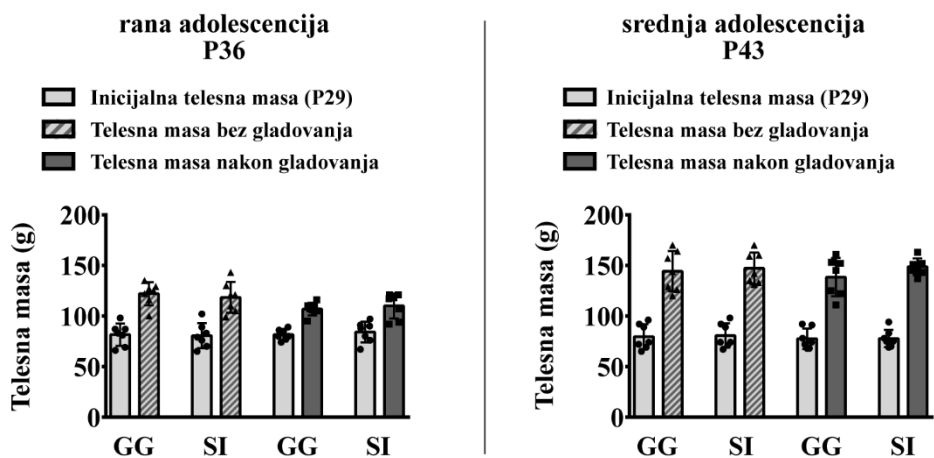 rana adolescencija
P36
Inicijalna telesna masa (P29)
Telesna masa bez gladovanja
Telesna masa nakon gladovanja
Telesna masa (g)
200
150
100
50
0
GG SI GG SI
srednja adolescencija
P43
Inicijalna telesna masa (P29)
Telesna masa bez gladovanja
Telesna masa nakon gladovanja
Telesna masa (g)
200
150
100
50
0
GG SI GG SI